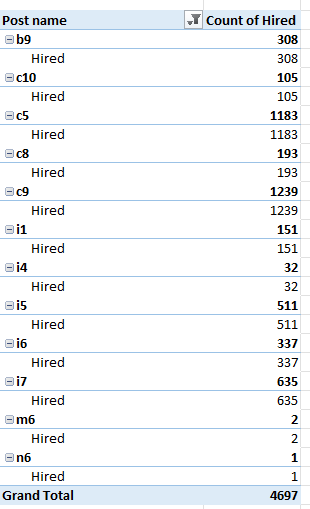 Post name Count of Hired
b9 308
Hired 308
c10 105
Hired 105
c5 1183
Hired 1183
c8 193
Hired 193
c9 1239
Hired 1239
i1 151
Hired 151
i4 32
Hired 32
i5 511
Hired 511
i6 337
Hired 337
i7 635
Hired 635
m6 2
Hired 2
n6 1
Hired 1
Grand Total 4697